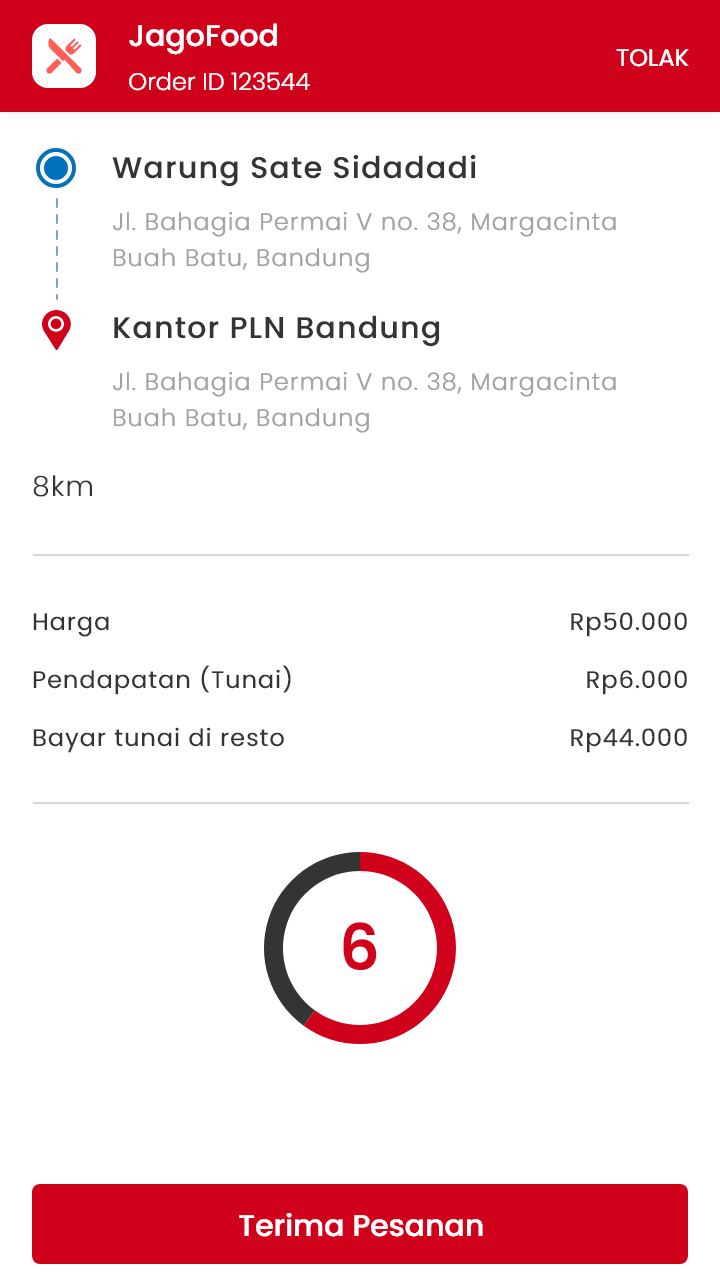 JagoFood
Order ID 123544
TOLAK
Warung Sate Sidadadi
Jl. Bahagia Permai V no. 38, Margacinta
Buah Batu, Bandung
Kantor PLN Bandung
Jl. Bahagia Permai V no. 38, Margacinta
Buah Batu, Bandung
8km
Harga Rp50.000
Pendapatan (Tunai) Rp6.000
Bayar tunai di resto Rp44.000
6
Terima Pesanan